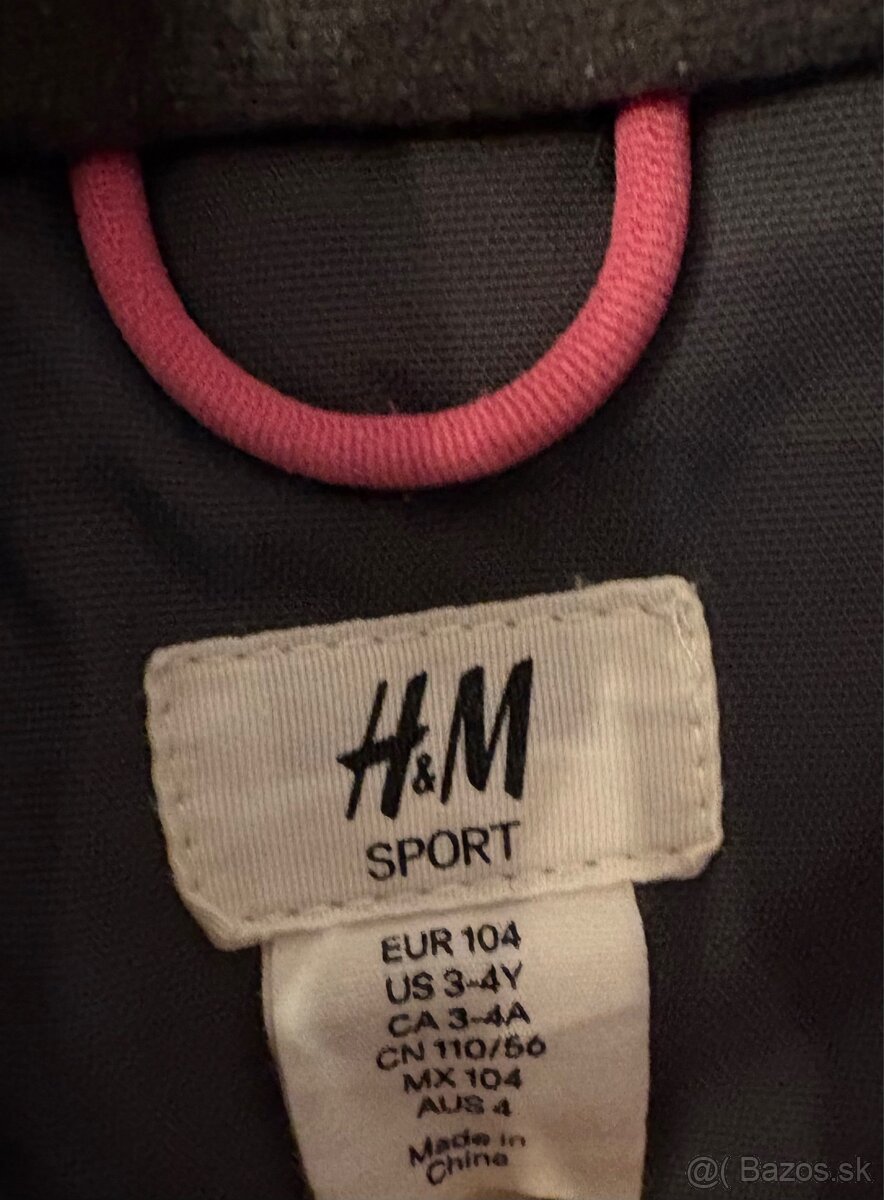 H&M
SPORT
EUR 104
US 3-4Y
CA 3-4A
CN 110/56
MX 104
AUS 4
Made in
China
@( Bazos.sk